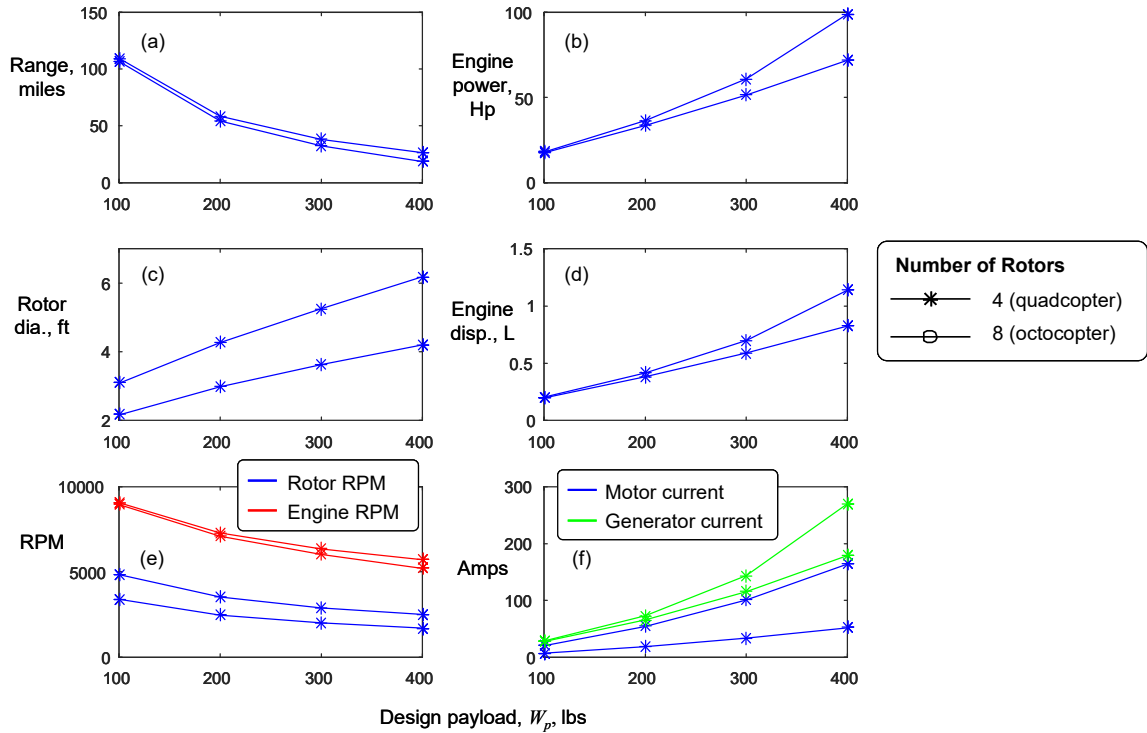 150
100
50
0
Range,
miles
(a)
100
200
300
400
100
50
0
Engine
power,
Hp
(b)
100
200
300
400
6
4
2
Rotor
dia., ft
(c)
100
200
300
400
1.5
1
0.5
0
Engine
disp., L
(d)
100
200
300
400
Number of Rotors
4 (quadcopter)
8 (octocopter)
10000
5000
0
RPM
(e)
Rotor RPM
Engine RPM
100
200
300
400
300
200
100
0
Amps
(f)
Motor current
Generator current
100
200
300
400
Design payload, Wp, lbs